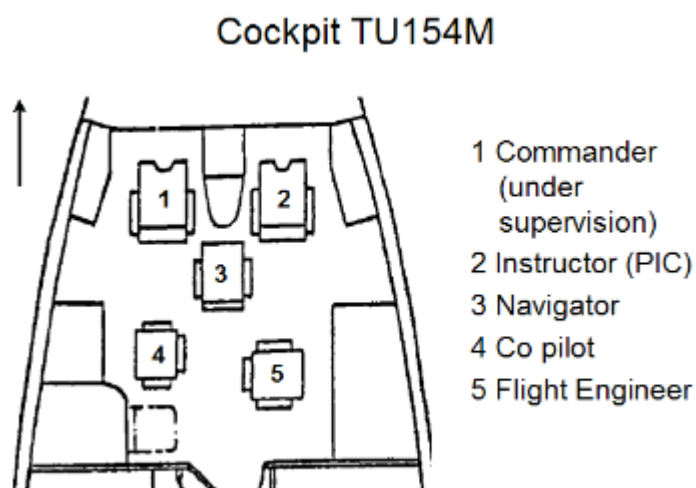 Cockpit TU154M
1
2
3
4
5
1 Commander
(under
supervision)
2 Instructor (PIC)
3 Navigator
4 Co pilot
5 Flight Engineer